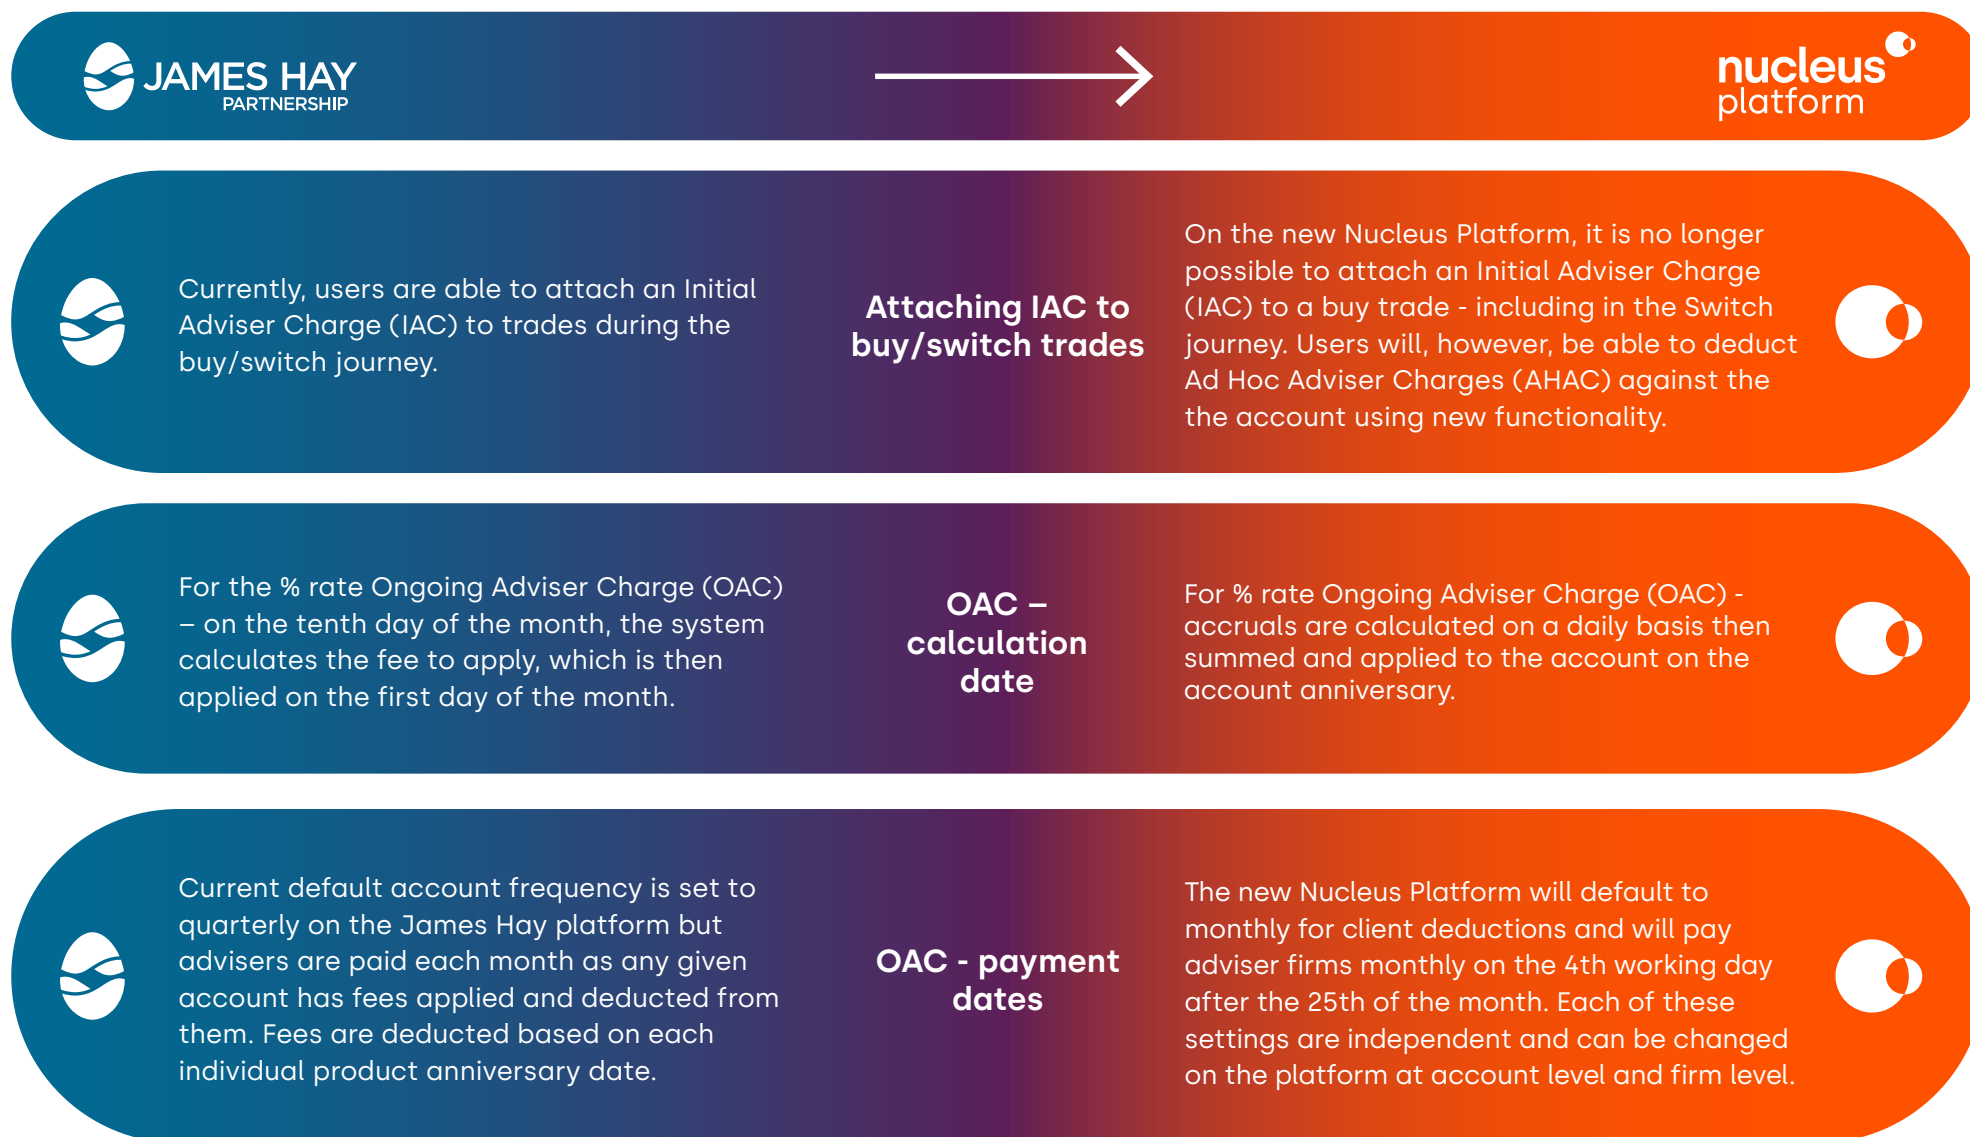 JAMES HAY
PARTNERSHIP
nucleus
platform
Currently, users are able to attach an Initial
Adviser Charge (IAC) to trades during the
buy/switch journey.
Attaching IAC to
buy/switch trades
On the new Nucleus Platform, it is no longer
possible to attach an Initial Adviser Charge
(IAC) to a buy trade - including in the Switch
journey. Users will, however, be able to deduct
Ad Hoc Adviser Charges (AHAC) against the
the account using new functionality.
For the % rate Ongoing Adviser Charge (OAC)
– on the tenth day of the month, the system
calculates the fee to apply, which is then
applied on the first day of the month.
OAC –
calculation
date
For % rate Ongoing Adviser Charge (OAC) -
accruals are calculated on a daily basis then
summed and applied to the account on the
account anniversary.
Current default account frequency is set to
quarterly on the James Hay platform but
advisers are paid each month as any given
account has fees applied and deducted from
them. Fees are deducted based on each
individual product anniversary date.
OAC - payment
dates
The new Nucleus Platform will default to
monthly for client deductions and will pay
adviser firms monthly on the 4th working day
after the 25th of the month. Each of these
settings are independent and can be changed
on the platform at account level and firm level.